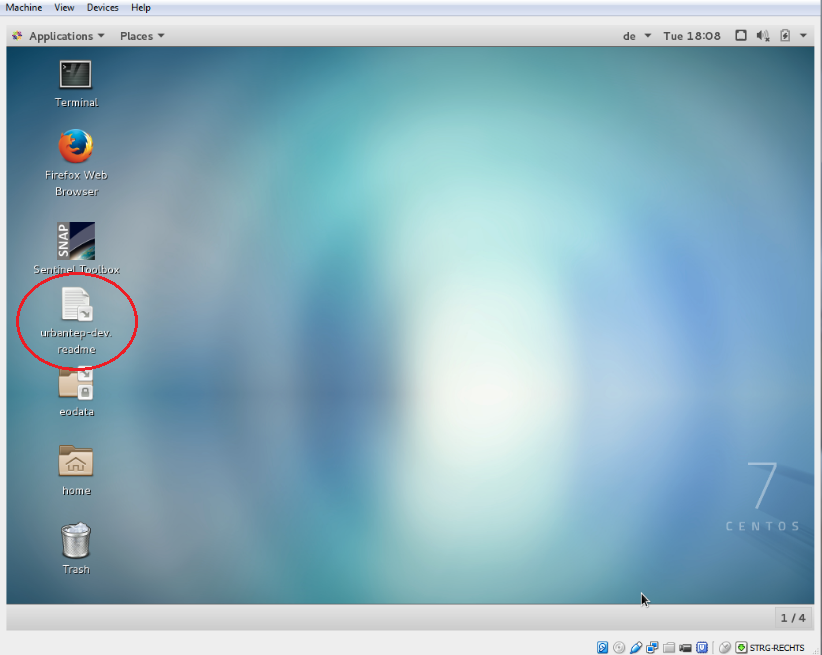 Machine View Devices Help
Applications Places de Tue 18:08
Terminal
Firefox Web
Browser
SNAP
Sentinel Toolbox
urbantep-dev.
readme
eodata
home
Trash
7
CENTOS
1 / 4
STRG-RECHTS